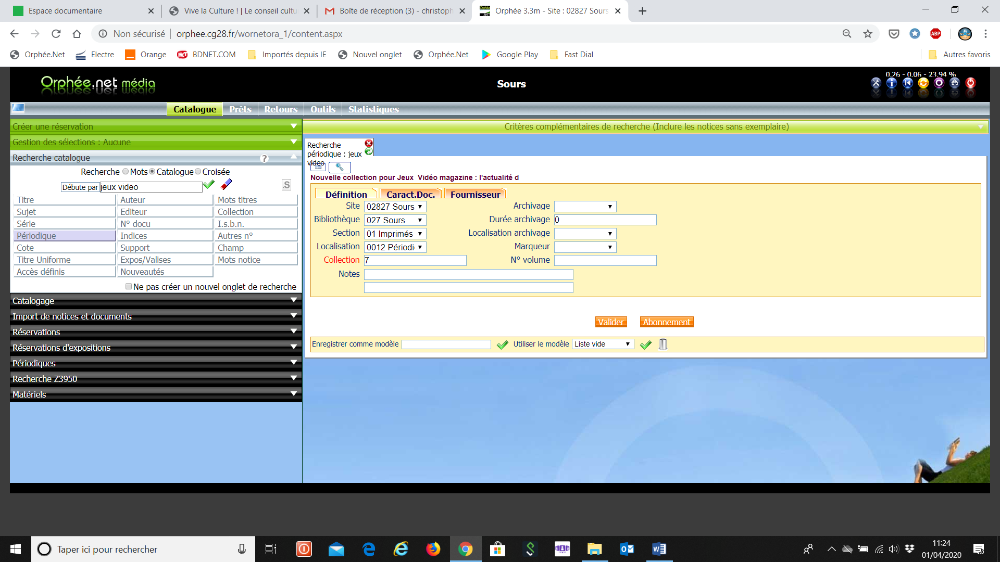 Espace documentaire
Vive la Culture ! | Le conseil cultu
Boîte de réception (3) - christoph
Orphée 3.3m - Site : 02827 Sours
Non sécurisé | orphee.cg28.fr/wornetora_1/content.aspx
ABP
Orphée.Net
Electre
Orange
BDNET.COM
Importés depuis IE
Nouvel onglet
Orphée.Net
Google Play
Fast Dial
Autres favoris
Orphée.net média
Sours
0.26 - 0.06 - 23.94 %
Catalogue
Prêts
Retours
Outils
Statistiques
Créer une réservation
Gestion des sélections : Aucune
Recherche catalogue
?
Recherche Mots Catalogue Croisée
Débute par jeux video
.S
Titre Auteur Mots titres
Sujet Editeur Collection
Série N° docu I.s.b.n.
Périodique Indices Autres n°
Cote Support Champ
Titre Uniforme Expos/Valises Mots notice
Accès définis Nouveautés
Ne pas créer un nouvel onglet de recherche
Catalogage
Import de notices et documents
Réservations
Réservations d'expositions
Périodiques
Recherche Z3950
Matériels
Critères complémentaires de recherche (Inclure les notices sans exemplaire)
Recherche
périodique : jeux
video
Nouvelle collection pour Jeux Vidéo magazine : l'actualité d
Définition Caract.Doc. Fournisseur
Site 02827 Sours Archivage
Bibliothèque 027 Sours Durée archivage 0
Section 01 Imprimés Localisation archivage
Localisation 0012 Périodi Marqueur
Collection 7 N° volume
Notes
Valider Abonnement
Enregistrer comme modèle Utiliser le modèle Liste vide
Taper ici pour rechercher
11:24
01/04/2020